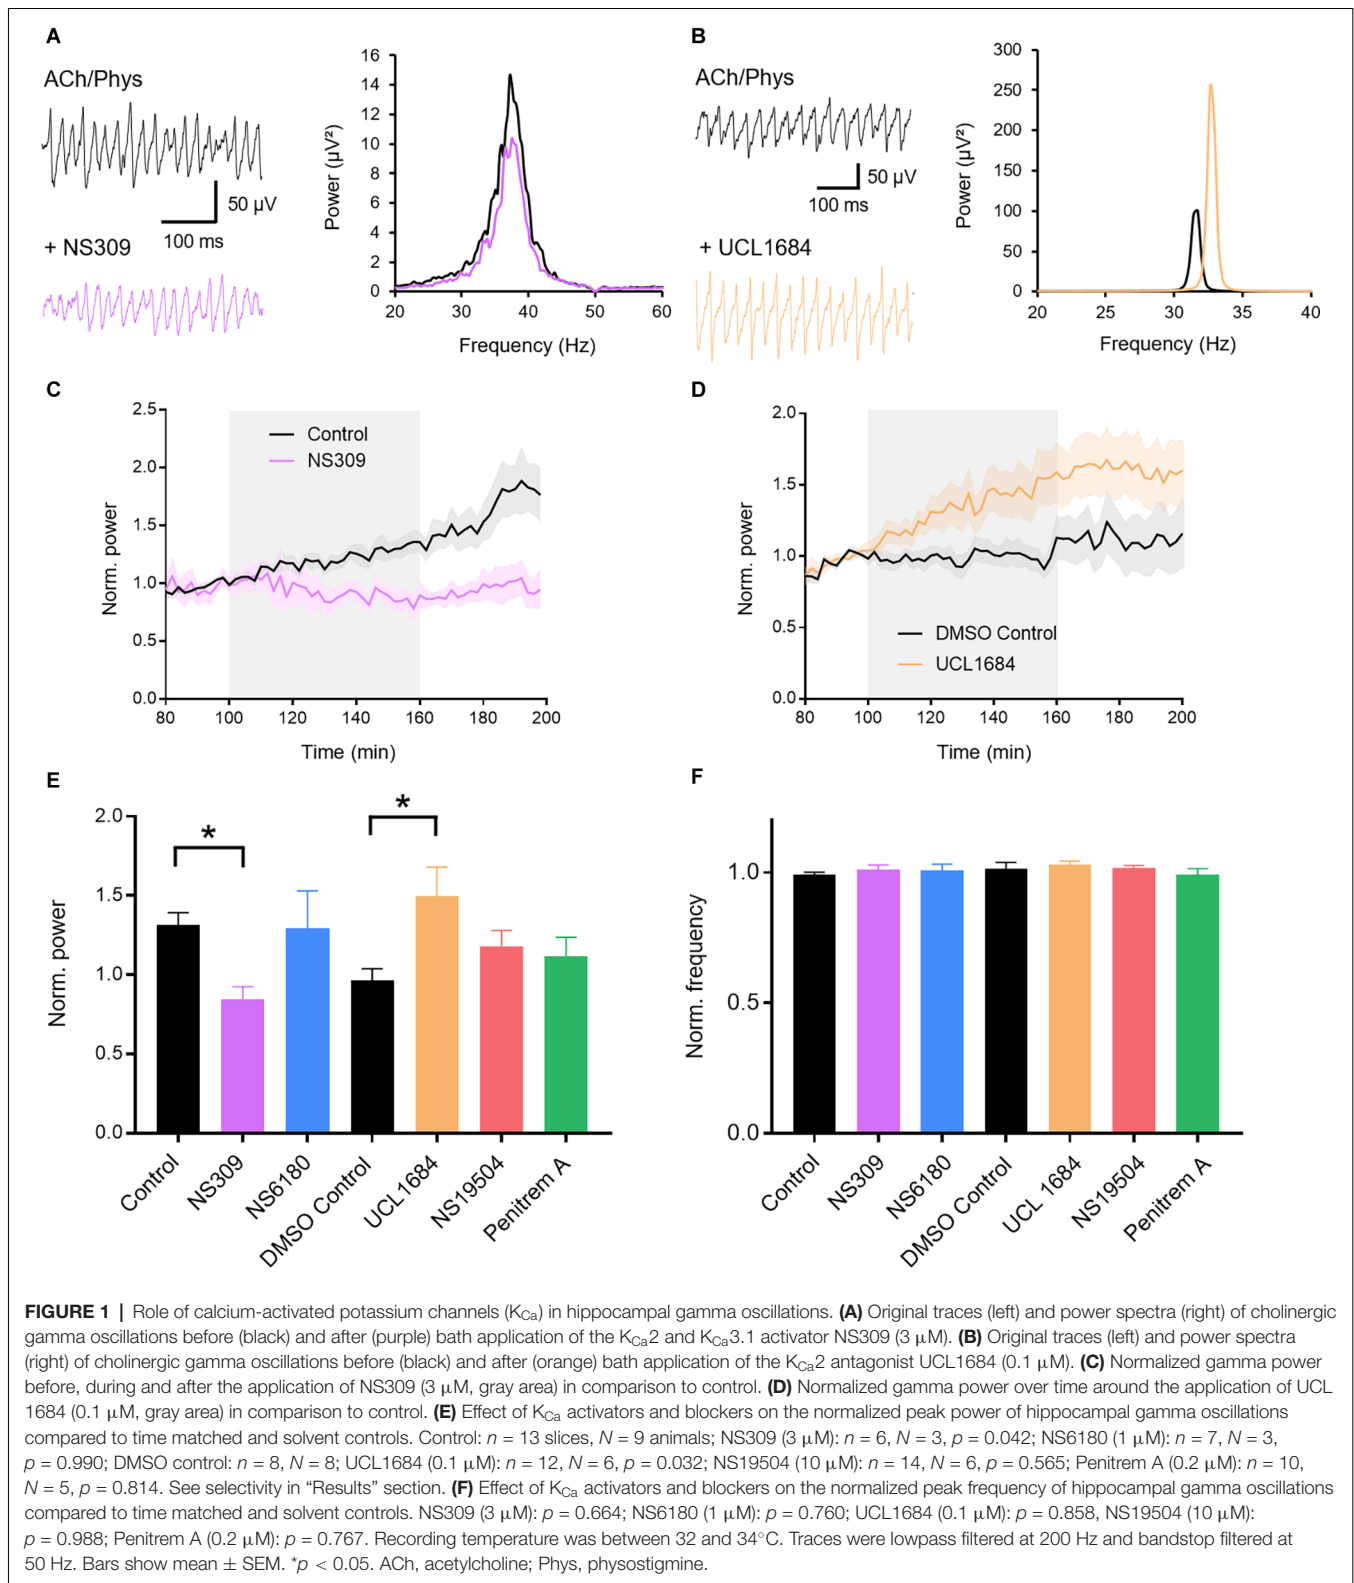 A
ACh/Phys
50 µV
100 ms
+ NS309
16
14
12
10
8
6
4
2
0
Power (µV²)
20
30
40
50
60
Frequency (Hz)
B
ACh/Phys
50 µV
100 ms
+ UCL1684
300
250
200
150
100
50
0
Power (µV²)
20
25
30
35
40
Frequency (Hz)
C
2.5
2.0
1.5
1.0
0.5
0.0
Norm. power
Control
NS309
80
100
120
140
160
180
200
Time (min)
D
2.0
1.5
1.0
0.5
0.0
Norm. power
DMSO Control
UCL1684
80
100
120
140
160
180
200
Time (min)
E
2.0
1.5
1.0
0.5
0.0
Norm. power
*
*
Control
NS309
NS6180
DMSO Control
UCL1684
NS19504
Penitrem A
F
1.0
0.5
0.0
Norm. frequency
Control
NS309
NS6180
DMSO Control
UCL 1684
NS19504
Penitrem A
FIGURE 1 | Role of calcium-activated potassium channels (KCa) in hippocampal gamma oscillations. (A) Original traces (left) and power spectra (right) of cholinergic
gamma oscillations before (black) and after (purple) bath application of the KCa2 and KCa3.1 activator NS309 (3 µM). (B) Original traces (left) and power spectra
(right) of cholinergic gamma oscillations before (black) and after (orange) bath application of the KCa2 antagonist UCL1684 (0.1 µM). (C) Normalized gamma power
before, during and after the application of NS309 (3 µM, gray area) in comparison to control. (D) Normalized gamma power over time around the application of UCL
1684 (0.1 µM, gray area) in comparison to control. (E) Effect of KCa activators and blockers on the normalized peak power of hippocampal gamma oscillations
compared to time matched and solvent controls. Control: n = 13 slices, N = 9 animals; NS309 (3 µM): n = 6, N = 3, p = 0.042; NS6180 (1 µM): n = 7, N = 3,
p = 0.990; DMSO control: n = 8, N = 8; UCL1684 (0.1 µM): n = 12, N = 6, p = 0.032; NS19504 (10 µM): n = 14, N = 6, p = 0.565; Penitrem A (0.2 µM): n = 10,
N = 5, p = 0.814. See selectivity in “Results” section. (F) Effect of KCa activators and blockers on the normalized peak frequency of hippocampal gamma oscillations
compared to time matched and solvent controls. NS309 (3 µM): p = 0.664; NS6180 (1 µM): p = 0.760; UCL1684 (0.1 µM): p = 0.858, NS19504 (10 µM):
p = 0.988; Penitrem A (0.2 µM): p = 0.767. Recording temperature was between 32 and 34°C. Traces were lowpass filtered at 200 Hz and bandstop filtered at
50 Hz. Bars show mean ± SEM. *p < 0.05. ACh, acetylcholine; Phys, physostigmine.